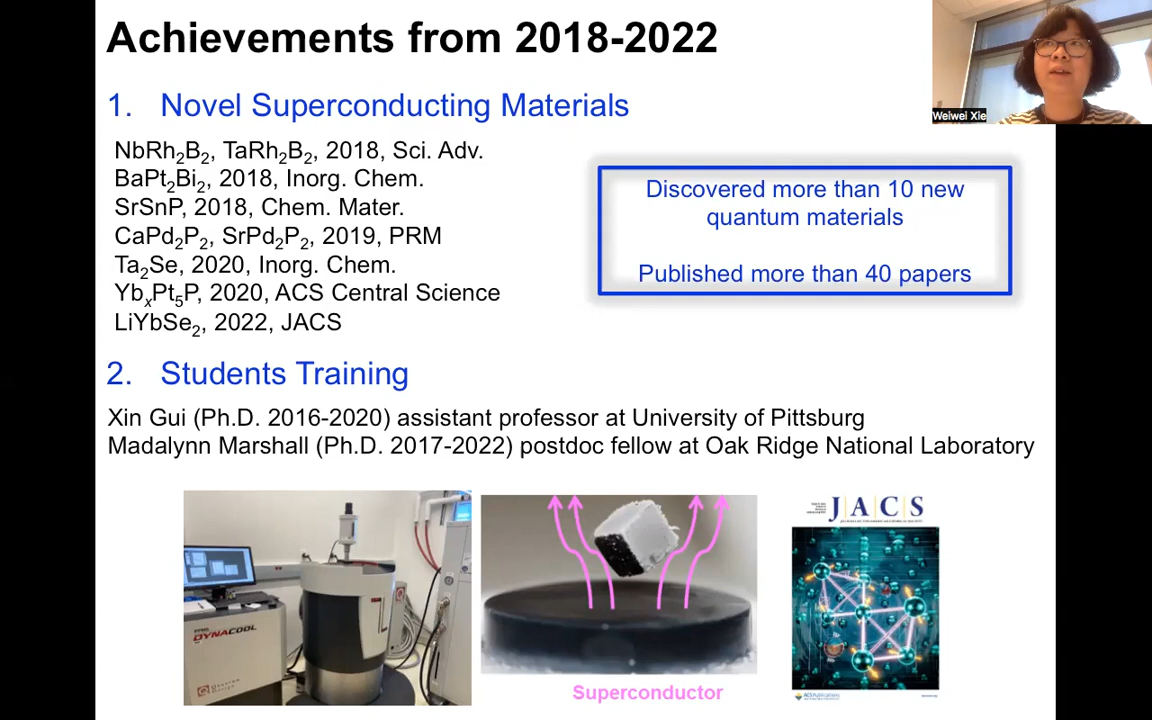 Achievements from 2018-2022
Weiwei Xie
1. Novel Superconducting Materials
NbRh₂B₂, TaRh₂B₂, 2018, Sci. Adv.
BaPt₂Bi₂, 2018, Inorg. Chem.
SrSnP, 2018, Chem. Mater.
CaPd₂P₂, SrPd₂P₂, 2019, PRM
Ta₂Se, 2020, Inorg. Chem.
YbₓPt₅P, 2020, ACS Central Science
LiYbSe₂, 2022, JACS
Discovered more than 10 new
quantum materials
Published more than 40 papers
2. Students Training
Xin Gui (Ph.D. 2016-2020) assistant professor at University of Pittsburg
Madalynn Marshall (Ph.D. 2017-2022) postdoc fellow at Oak Ridge National Laboratory
DYNACOOL
Quantum
Design
Superconductor
J|A|C|S
ACS Publications